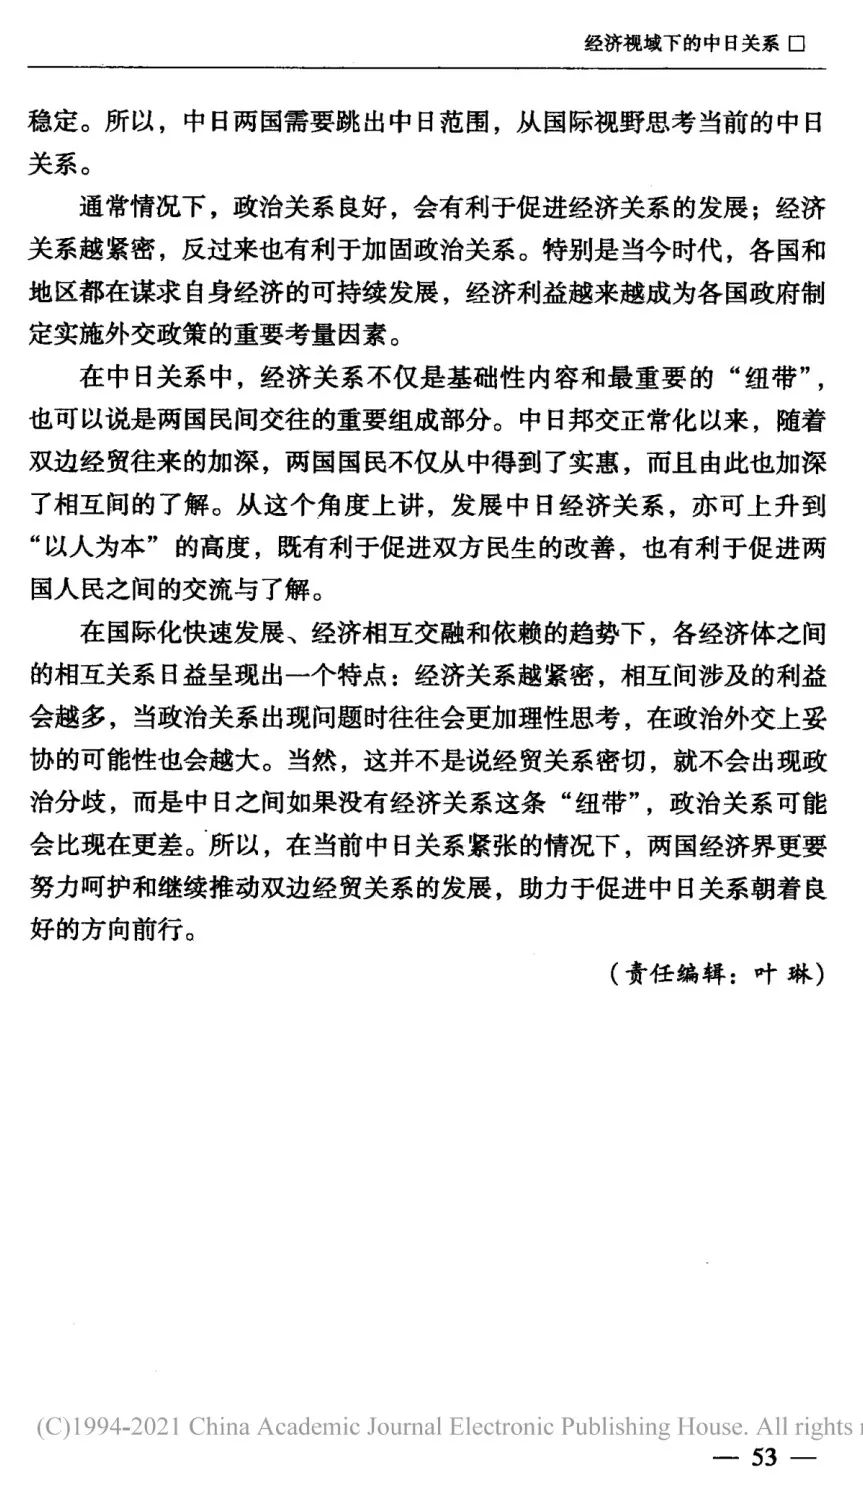 经济视域下的中日关系 □
稳定。所以，中日两国需要跳出中日范围，从国际视野思考当前的中日
关系。
通常情况下，政治关系良好，会有利于促进经济关系的发展；经济
关系越紧密，反过来也有利于加固政治关系。特别是当今时代，各国和
地区都在谋求自身经济的可持续发展，经济利益越来越成为各国政府制
定实施外交政策的重要考量因素。
在中日关系中，经济关系不仅是基础性内容和最重要的“纽带”，
也可以说是两国民间交往的重要组成部分。中日邦交正常化以来，随着
双边经贸往来的加深，两国国民不仅从中得到了实惠，而且由此也加深
了相互间的了解。从这个角度上讲，发展中日经济关系，亦可上升到
“以人为本”的高度，既有利于促进双方民生的改善，也有利于促进两
国人民之间的交流与了解。
在国际化快速发展、经济相互交融和依赖的趋势下，各经济体之间
的相互关系日益呈现出一个特点：经济关系越紧密，相互间涉及的利益
会越多，当政治关系出现问题时往往会更加理性思考，在政治外交上妥
协的可能性也会越大。当然，这并不是说经贸关系密切，就不会出现政
治分歧，而是中日之间如果没有经济关系这条“纽带”，政治关系可能
会比现在更差。所以，在当前中日关系紧张的情况下，两国经济界更要
努力呵护和继续推动双边经贸关系的发展，助力于促进中日关系朝着良
好的方向前行。
（责任编辑：叶 琳）
(C)1994-2021 China Academic Journal Electronic Publishing House. All rights
— 53 —